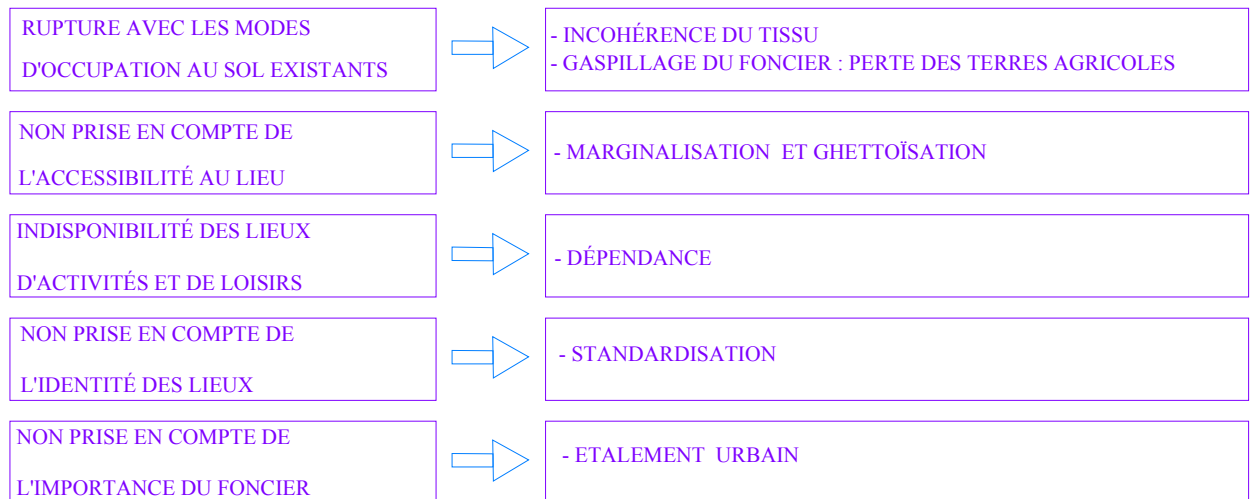 RUPTURE AVEC LES MODES
D'OCCUPATION AU SOL EXISTANTS
- INCOHÉRENCE DU TISSU
- GASPILLAGE DU FONCIER : PERTE DES TERRES AGRICOLES
NON PRISE EN COMPTE DE
L'ACCESSIBILITÉ AU LIEU
- MARGINALISATION ET GHETTOÏSATION
INDISPONIBILITÉ DES LIEUX
D'ACTIVITÉS ET DE LOISIRS
- DÉPENDANCE
NON PRISE EN COMPTE DE
L'IDENTITÉ DES LIEUX
- STANDARDISATION
NON PRISE EN COMPTE DE
L'IMPORTANCE DU FONCIER
- ETALEMENT URBAIN